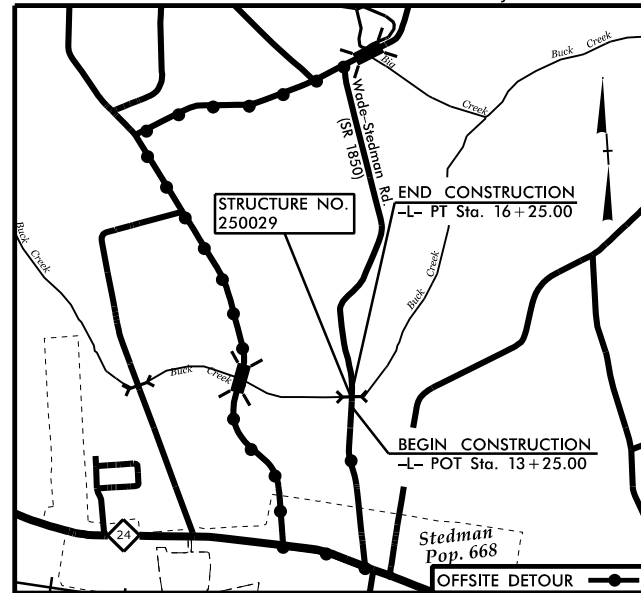 Buck Creek
Big
Creek
Wade-Stedman Rd.
(SR 1850)
STRUCTURE NO.
250029
END CONSTRUCTION
-L- PT Sta. 16+25.00
Buck Creek
Buck Creek
Buck Creek
BEGIN CONSTRUCTION
-L- POT Sta. 13+25.00
24
Stedman
Pop. 668
OFFSITE DETOUR